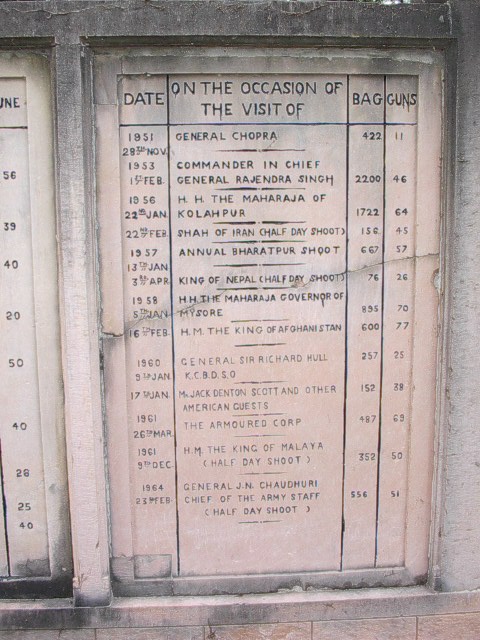 UNE
56
39
40
20
50
40
28
25
40
DATE ON THE OCCASION OF THE VISIT OF BAG GUNS
1951 GENERAL CHOPRA 422 11
28TH NOV.
1953 COMMANDER IN CHIEF
1ST FEB. GENERAL RAJENDRA SINGH 2200 46
1956 H. H. THE MAHARAJA OF
22ND JAN. KOLAHPUR 1722 64
22ND FEB. SHAH OF IRAN (HALF DAY SHOOT) 156 45
1957 ANNUAL BHARATPUR SHOOT 667 57
13TH JAN
3RD APR. KING OF NEPAL (HALF DAY SHOOT) 76 26
1958 H.H. THE MAHARAJA GOVERNOR OF
5TH JAN MYSORE 895 70
16TH FEB. H.M. THE KING OF AFGHANISTAN 600 77
1960 GENERAL SIR RICHARD HULL 257 25
9TH JAN K.C.B.D.S.O
17TH JAN. MR JACK DENTON SCOTT AND OTHER 152 38
AMERICAN GUESTS
1961 THE ARMOURED CORP 487 69
26TH MAR.
1961 H.M. THE KING OF MALAYA
9TH DEC (HALF DAY SHOOT) 352 50
1964 GENERAL J.N. CHAUDHURI
23RD FEB CHIEF OF THE ARMY STAFF 556 51
(HALF DAY SHOOT)